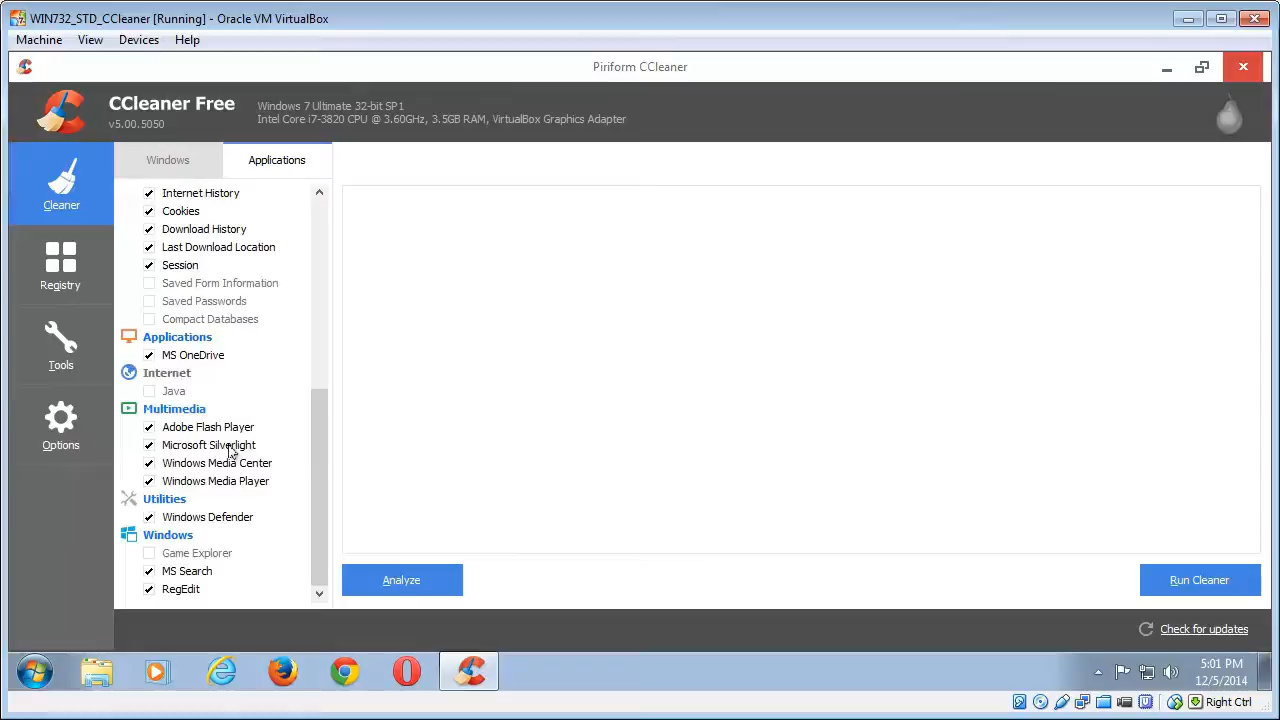 WIN732_STD_CCleaner [Running] - Oracle VM VirtualBox
Machine View Devices Help
Piriform CCleaner
CCleaner Free
v5.00.5050
Windows 7 Ultimate 32-bit SP1
Intel Core i7-3820 CPU @ 3.60GHz, 3.5GB RAM, VirtualBox Graphics Adapter
Cleaner
Registry
Tools
Options
Windows
Applications
Internet History
Cookies
Download History
Last Download Location
Session
Saved Form Information
Saved Passwords
Compact Databases
Applications
MS OneDrive
Internet
Java
Multimedia
Adobe Flash Player
Microsoft Silverlight
Windows Media Center
Windows Media Player
Utilities
Windows Defender
Windows
Game Explorer
MS Search
RegEdit
Analyze
Run Cleaner
Check for updates
5:01 PM
12/5/2014
Right Ctrl